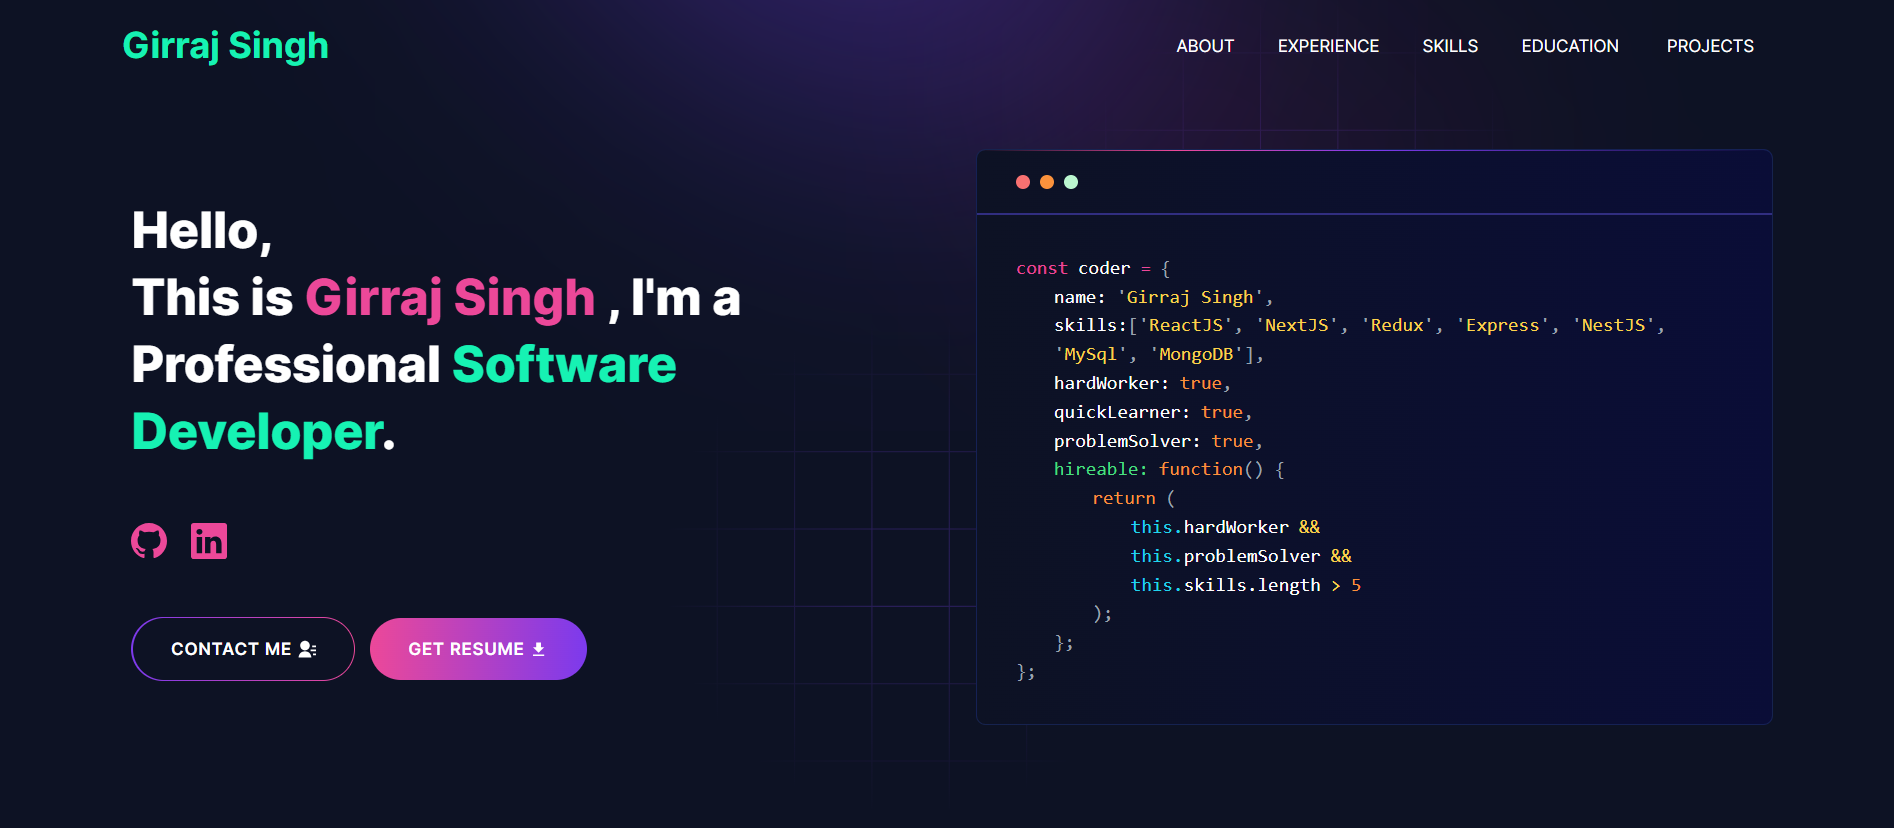 Girraj Singh
ABOUT EXPERIENCE SKILLS EDUCATION PROJECTS
Hello,
This is Girraj Singh , I'm a
Professional Software
Developer.
CONTACT ME
GET RESUME
const coder = {
name: 'Girraj Singh',
skills:['ReactJS', 'NextJS', 'Redux', 'Express', 'NestJS',
'MySql', 'MongoDB'],
hardWorker: true,
quickLearner: true,
problemSolver: true,
hireable: function() {
return (
this.hardWorker &&
this.problemSolver &&
this.skills.length > 5
);
};
};